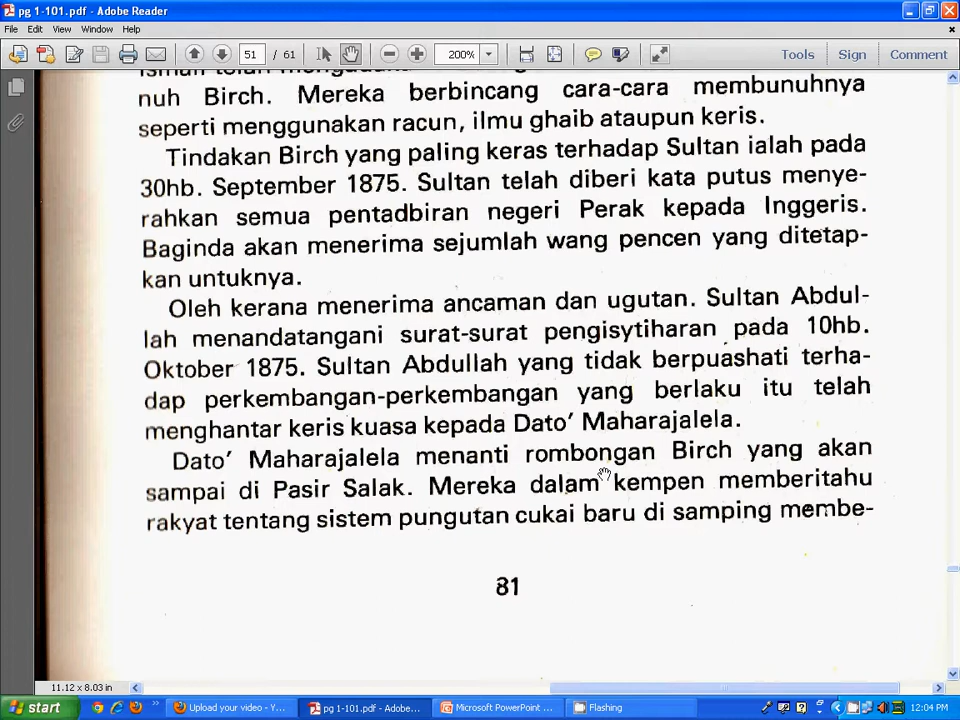 pg 1-101.pdf - Adobe Reader
File Edit View Window Help
51 / 61 200% Tools Sign Comment
nuh Birch. Mereka berbincang cara-cara membunuhnya
seperti menggunakan racun, ilmu ghaib ataupun keris.
Tindakan Birch yang paling keras terhadap Sultan ialah pada
30hb. September 1875. Sultan telah diberi kata putus menye-
rahkan semua pentadbiran negeri Perak kepada Inggeris.
Baginda akan menerima sejumlah wang pencen yang ditetap-
kan untuknya.
Oleh kerana menerima ancaman dan ugutan. Sultan Abdul-
lah menandatangani surat-surat pengisytiharan pada 10hb.
Oktober 1875. Sultan Abdullah yang tidak berpuashati terha-
dap perkembangan-perkembangan yang berlaku itu telah
menghantar keris kuasa kepada Dato' Maharajalela.
Dato' Maharajalela menanti rombongan Birch yang akan
sampai di Pasir Salak. Mereka dalam kempen memberitahu
rakyat tentang sistem pungutan cukai baru di samping membe-
81
11.12 x 8.03 in
start Upload your video - Y... pg 1-101.pdf - Adobe... Microsoft PowerPoint ... Flashing 12:04 PM